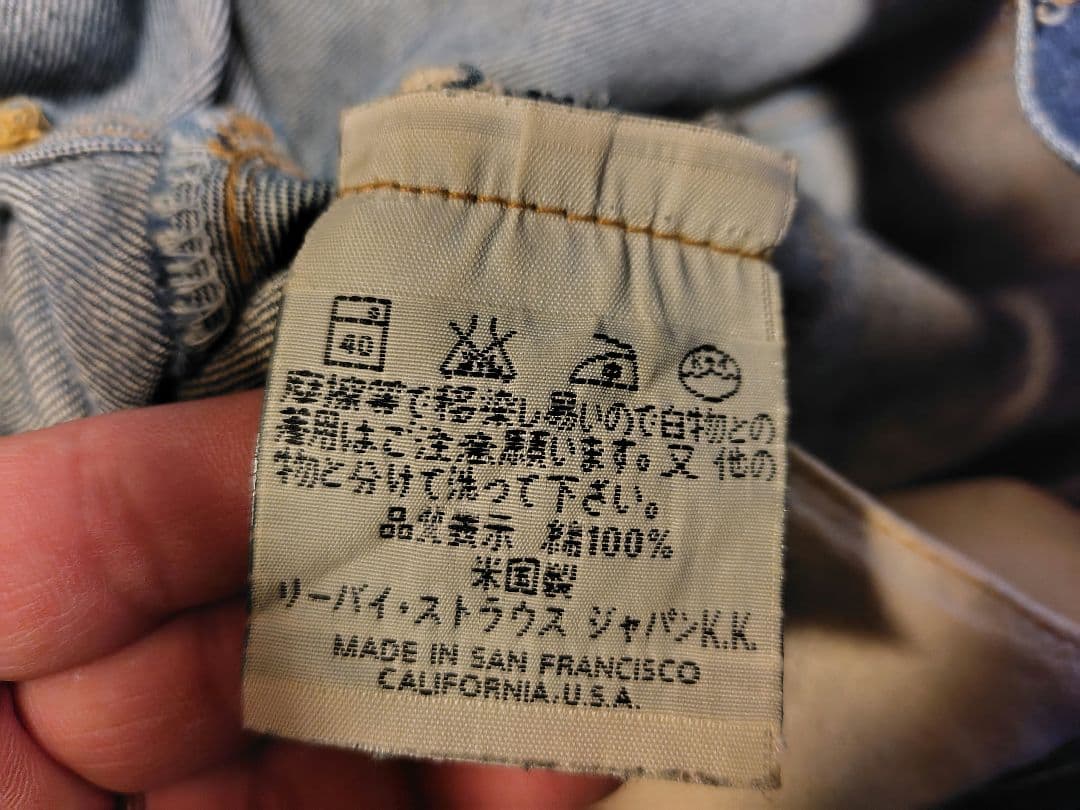 40
摩擦等で移染し易いので白物との
着用はご注意願います。又 他の
物と分けて洗って下さい。
品質表示 綿100%
米国製
リーバイ・ストラウス ジャパンK.K.
MADE IN SAN FRANCISCO
CALIFORNIA.U.S.A.